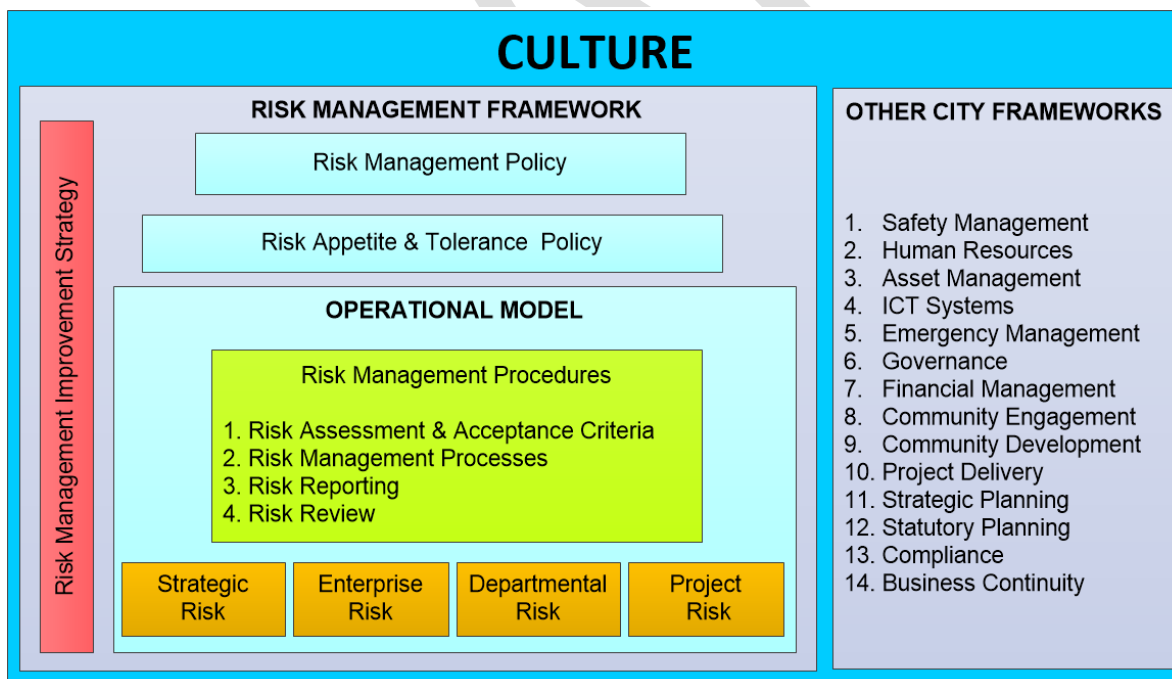 CULTURE
RISK MANAGEMENT FRAMEWORK
Risk Management Improvement Strategy
Risk Management Policy
Risk Appetite & Tolerance Policy
OPERATIONAL MODEL
Risk Management Procedures
1. Risk Assessment & Acceptance Criteria
2. Risk Management Processes
3. Risk Reporting
4. Risk Review
Strategic
Risk
Enterprise
Risk
Departmental
Risk
Project
Risk
OTHER CITY FRAMEWORKS
1. Safety Management
2. Human Resources
3. Asset Management
4. ICT Systems
5. Emergency Management
6. Governance
7. Financial Management
8. Community Engagement
9. Community Development
10. Project Delivery
11. Strategic Planning
12. Statutory Planning
13. Compliance
14. Business Continuity